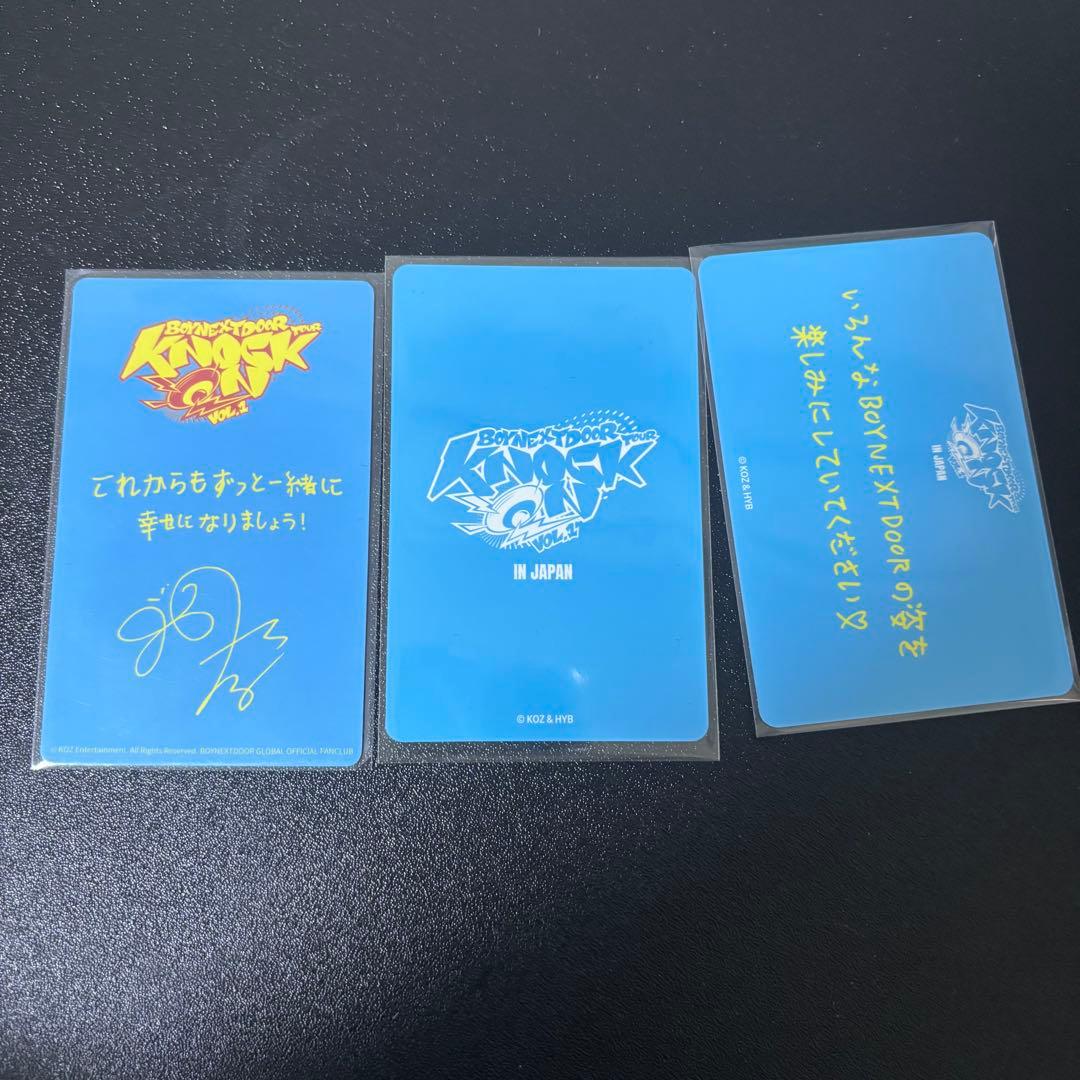 BOYNEXTDOOR TOUR
KNOCK
ON
VOL.1
これからもずっと一緒に
幸せになりましょう!
© KOZ Entertainment. All Rights Reserved. BOYNEXTDOOR GLOBAL OFFICIAL FANCLUB
BOYNEXTDOOR TOUR
KNOCK
ON
VOL.1
IN JAPAN
© KOZ & HYB
いろんなBOYNEXTDOORの姿を
楽しみにしていてください♡
IN JAPAN
© KOZ & HYB